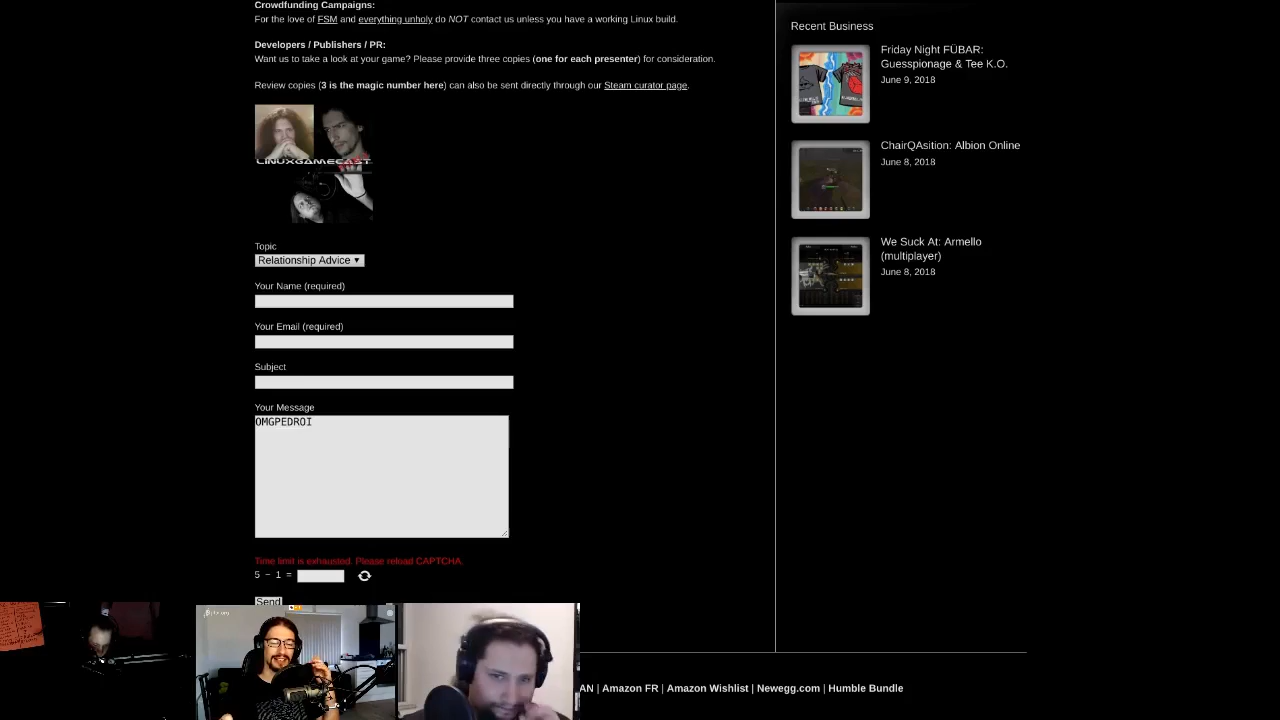 Crowdfunding Campaigns:
For the love of FSM and everything unholy do NOT contact us unless you have a working Linux build.
Developers / Publishers / PR:
Want us to take a look at your game? Please provide three copies (one for each presenter) for consideration.
Review copies (3 is the magic number here) can also be sent directly through our Steam curator page.
LINUXGAMECAST
Topic
Relationship Advice ▼
Your Name (required)
Your Email (required)
Subject
Your Message
OMGPEDROI
Time limit is exhausted. Please reload CAPTCHA.
5 − 1 =
Send
Recent Business
Friday Night FÜBAR:
Guesspionage & Tee K.O.
June 9, 2018
ChairQAsition: Albion Online
June 8, 2018
We Suck At: Armello
(multiplayer)
June 8, 2018
AN | Amazon FR | Amazon Wishlist | Newegg.com | Humble Bundle